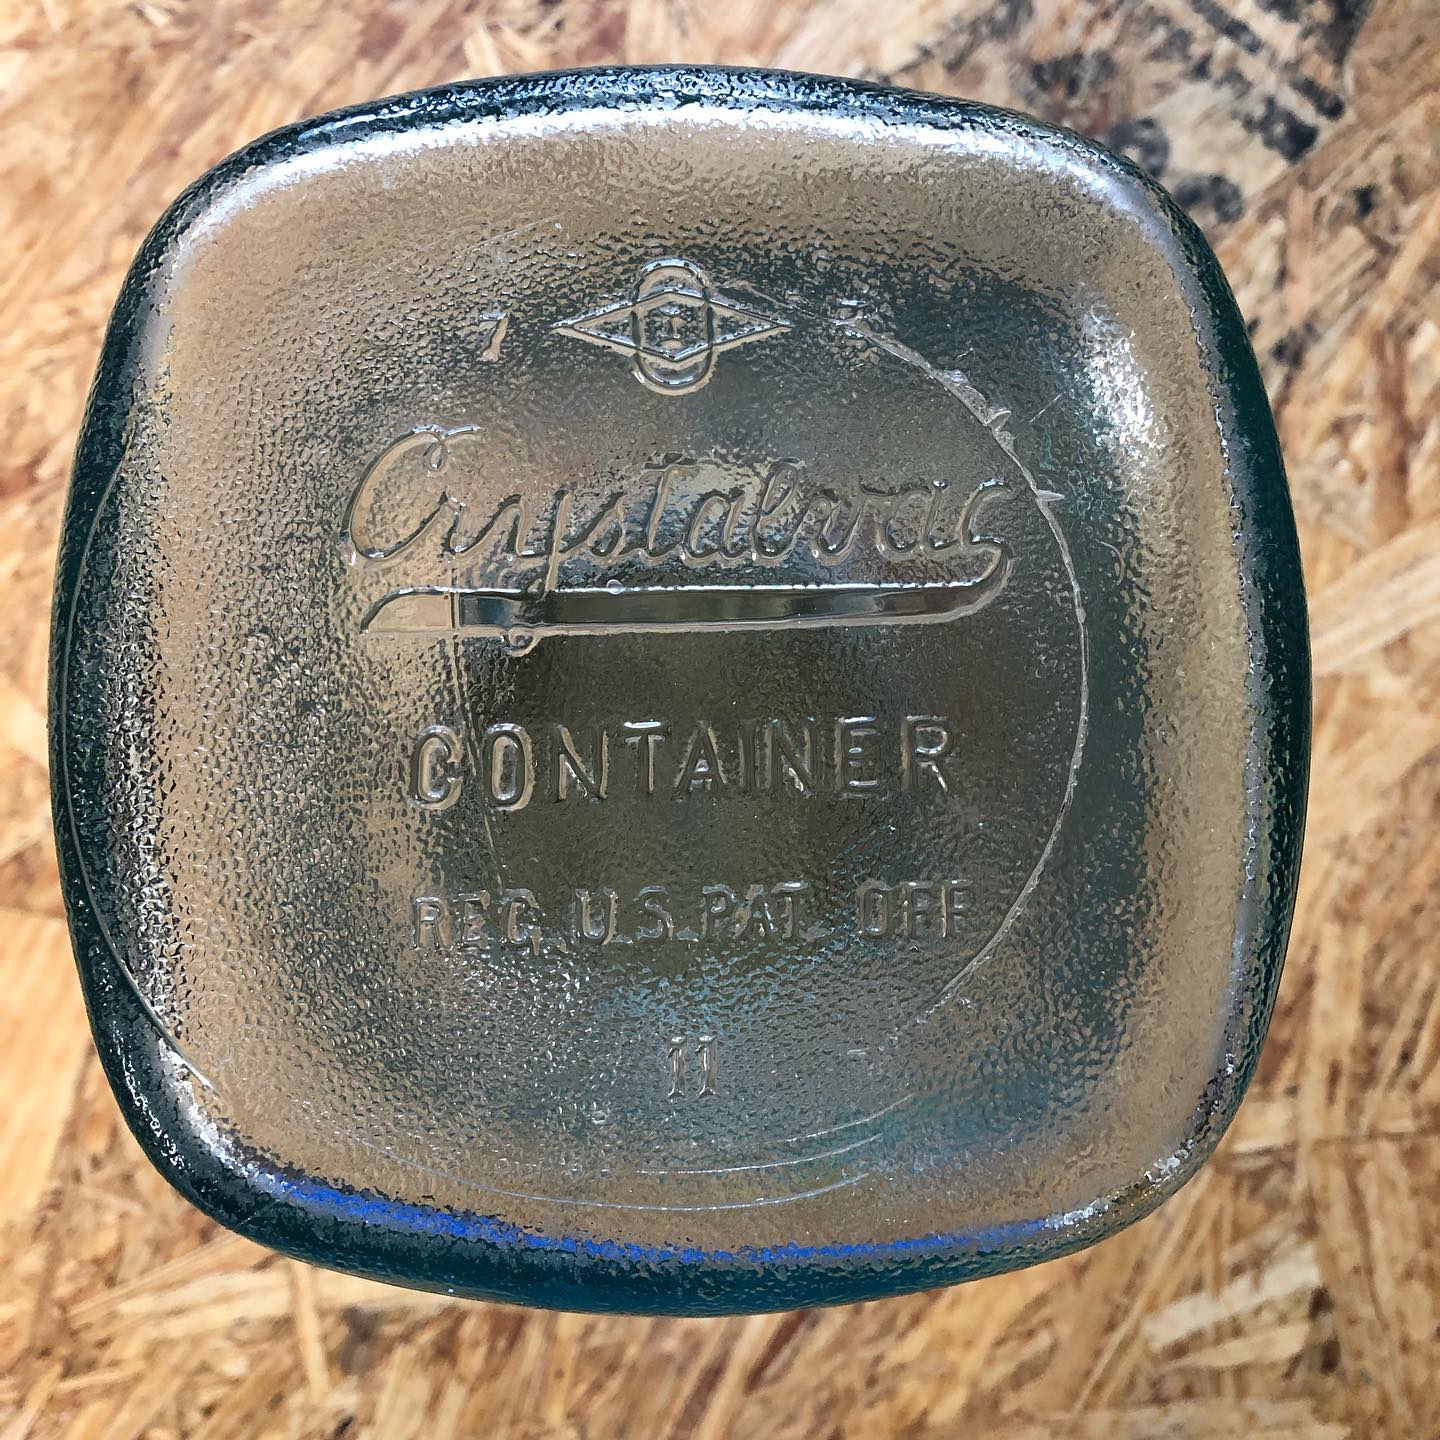 7 I
Crystalvac
CONTAINER
REG. U.S. PAT. OFF
11